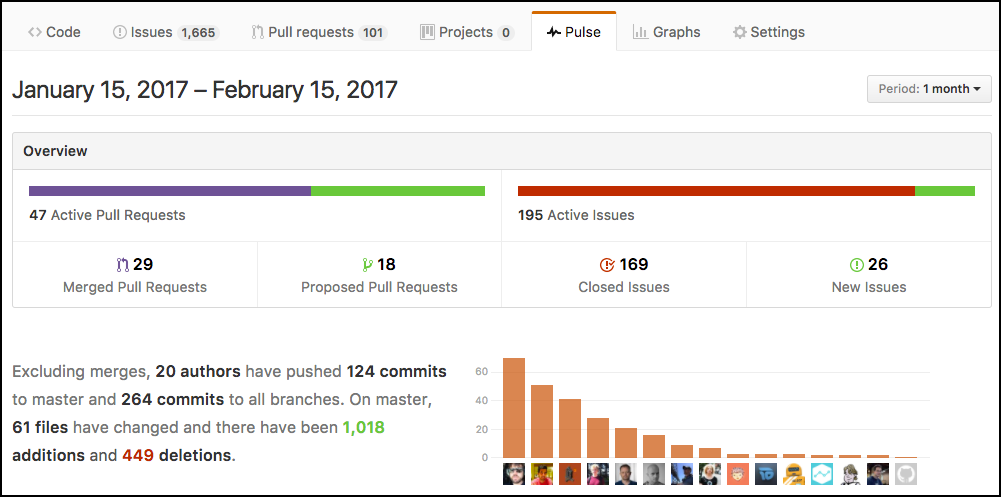 Code Issues 1,665 Pull requests 101 Projects 0 Pulse Graphs Settings
January 15, 2017 – February 15, 2017 Period: 1 month
Overview
47 Active Pull Requests 195 Active Issues
29 18 169 26
Merged Pull Requests Proposed Pull Requests Closed Issues New Issues
Excluding merges, 20 authors have pushed 124 commits
to master and 264 commits to all branches. On master,
61 files have changed and there have been 1,018
additions and 449 deletions.
60
40
20
0